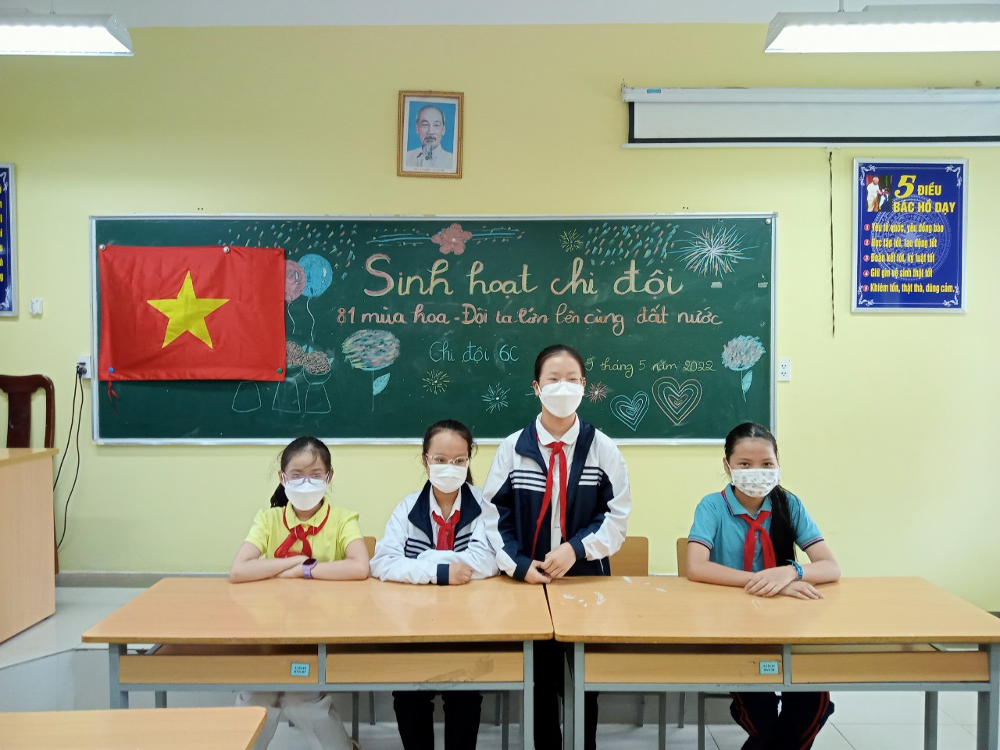 Sinh hoạt chi đội
81 mùa hoa - Đội ta lớn lên cùng đất nước
Chi đội 6C
9 tháng 5 năm 2022
5 ĐIỀU
BÁC HỒ DẠY
1 Yêu tổ quốc, yêu đồng bào
2 Học tập tốt, lao động tốt
3 Đoàn kết tốt, kỷ luật tốt
4 Giữ gìn vệ sinh thật tốt
5 Khiêm tốn, thật thà, dũng cảm.